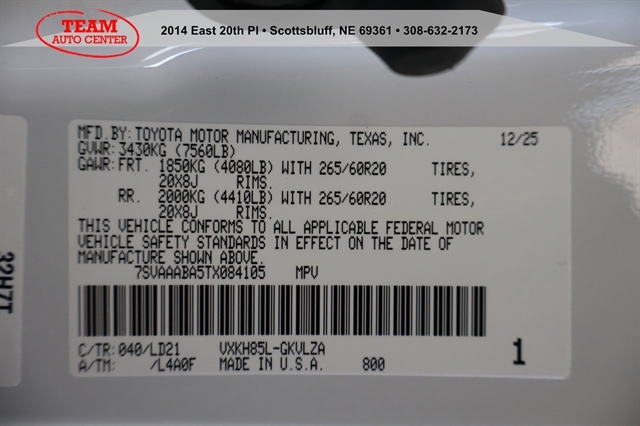 TEAM
AUTO CENTER
2014 East 20th Pl • Scottsbluff, NE 69361 • 308-632-2173
MFD.BY: TOYOTA MOTOR MANUFACTURING, TEXAS, INC. 12/25
GVWR: 3430KG (7560LB)
GAWR: FRT. 1850KG (4080LB) WITH 265/60R20 TIRES,
20X8J RIMS.
RR. 2000KG (4410LB) WITH 265/60R20 TIRES,
20X8J RIMS.
THIS VEHICLE CONFORMS TO ALL APPLICABLE FEDERAL MOTOR
VEHICLE SAFETY STANDARDS IN EFFECT ON THE DATE OF
MANUFACTURE SHOWN ABOVE.
7SVAAABA5TX084105 MPV
C/TR: 040/LD21 VXKH85L-GKVLZA
A/TM: /L4A0F MADE IN U.S.A. 800 1
32H7T